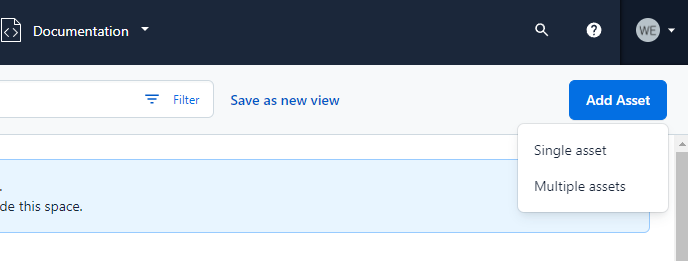 Documentation
WE
Filter
Save as new view
Add Asset
Single asset
Multiple assets
de this space.